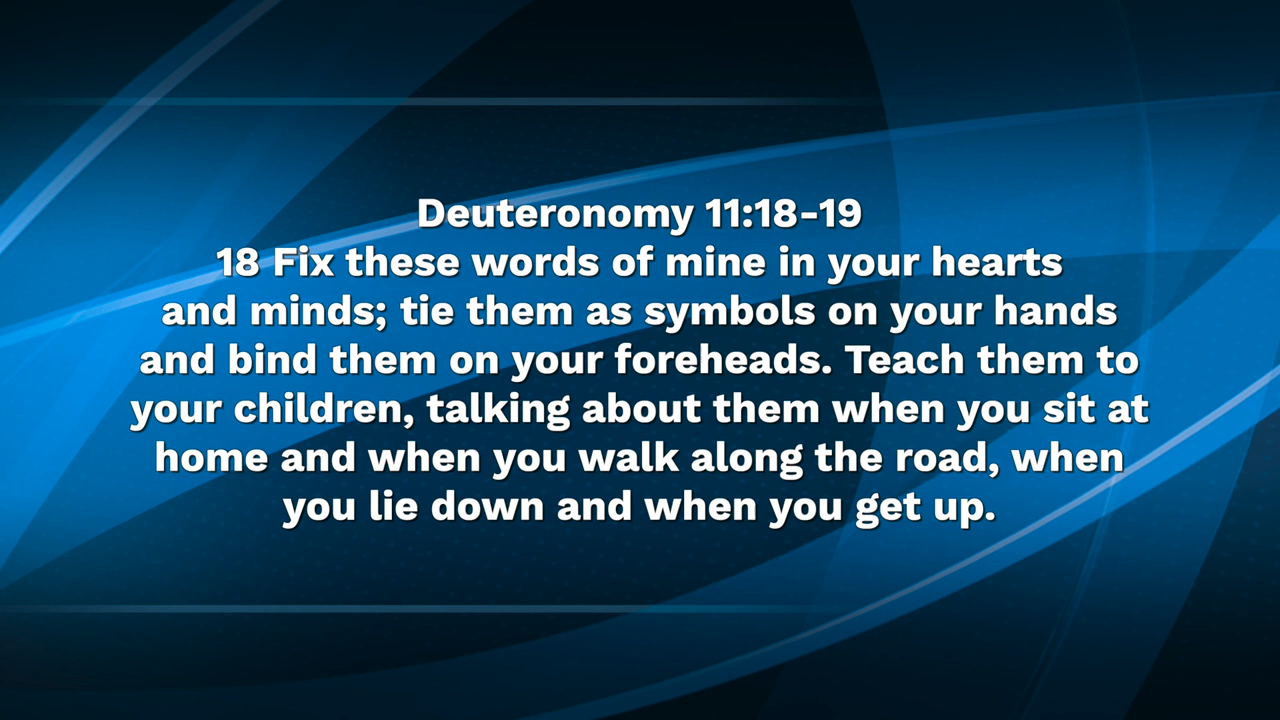 Deuteronomy 11:18-19
18 Fix these words of mine in your hearts
and minds; tie them as symbols on your hands
and bind them on your foreheads. Teach them to
your children, talking about them when you sit at
home and when you walk along the road, when
you lie down and when you get up.